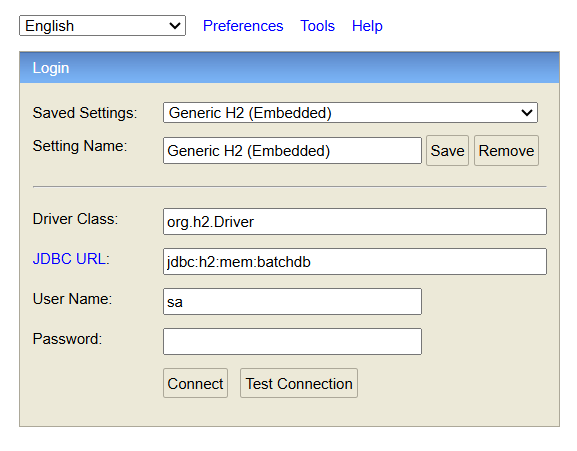 English Preferences Tools Help
Login
Saved Settings: Generic H2 (Embedded)
Setting Name: Generic H2 (Embedded) Save Remove
Driver Class: org.h2.Driver
JDBC URL: jdbc:h2:mem:batchdb
User Name: sa
Password:
Connect Test Connection